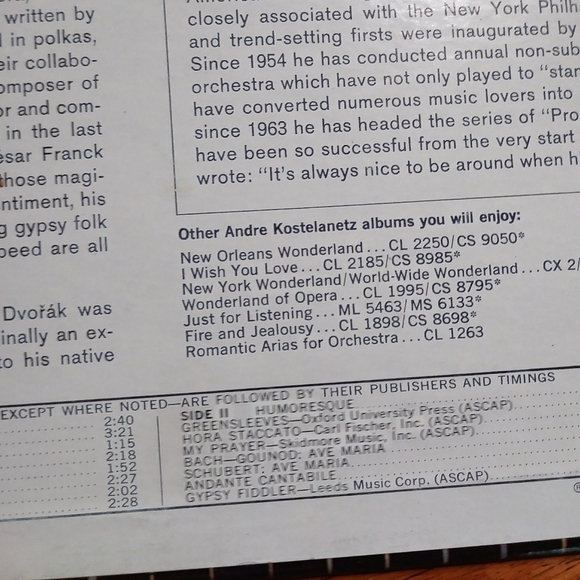 written by
in polkas,
eir collabo-
omposer of
or and com-
in the last
esar Franck
those magi-
ntiment, his
g gypsy folk
peed are all
Dvořák was
inally an ex-
to his native
closely associated with the New York Philh
and trend-setting firsts were inaugurated by
Since 1954 he has conducted annual non-sub
orchestra which have not only played to "star
have converted numerous music lovers into
since 1963 he has headed the series of "Pro
have been so successful from the very start
wrote: "It's always nice to be around when h
Other Andre Kostelanetz albums you will enjoy:
New Orleans Wonderland...CL 2250/CS 9050*
I Wish You Love...CL 2185/CS 8985*
New York Wonderland/World-Wide Wonderland...CX 2/
Wonderland of Opera...CL 1995/CS 8795*
Just for Listening...ML 5463/MS 6133*
Fire and Jealousy...CL 1898/CS 8698*
Romantic Arias for Orchestra...CL 1263
EXCEPT WHERE NOTED—ARE FOLLOWED BY THEIR PUBLISHERS AND TIMINGS
2:40
3:21
1:15
2:18
1:52
2:27
2:02
2:28
SIDE II HUMORESQUE
GREENSLEEVES—Oxford University Press (ASCAP)
HORA STACCATO—Carl Fischer, Inc. (ASCAP)
MY PRAYER—Skidmore Music, Inc. (ASCAP)
BACH—GOUNOD: AVE MARIA
SCHUBERT: AVE MARIA
ANDANTE CANTABILE
GYPSY FIDDLER—Leeds Music Corp. (ASCAP)